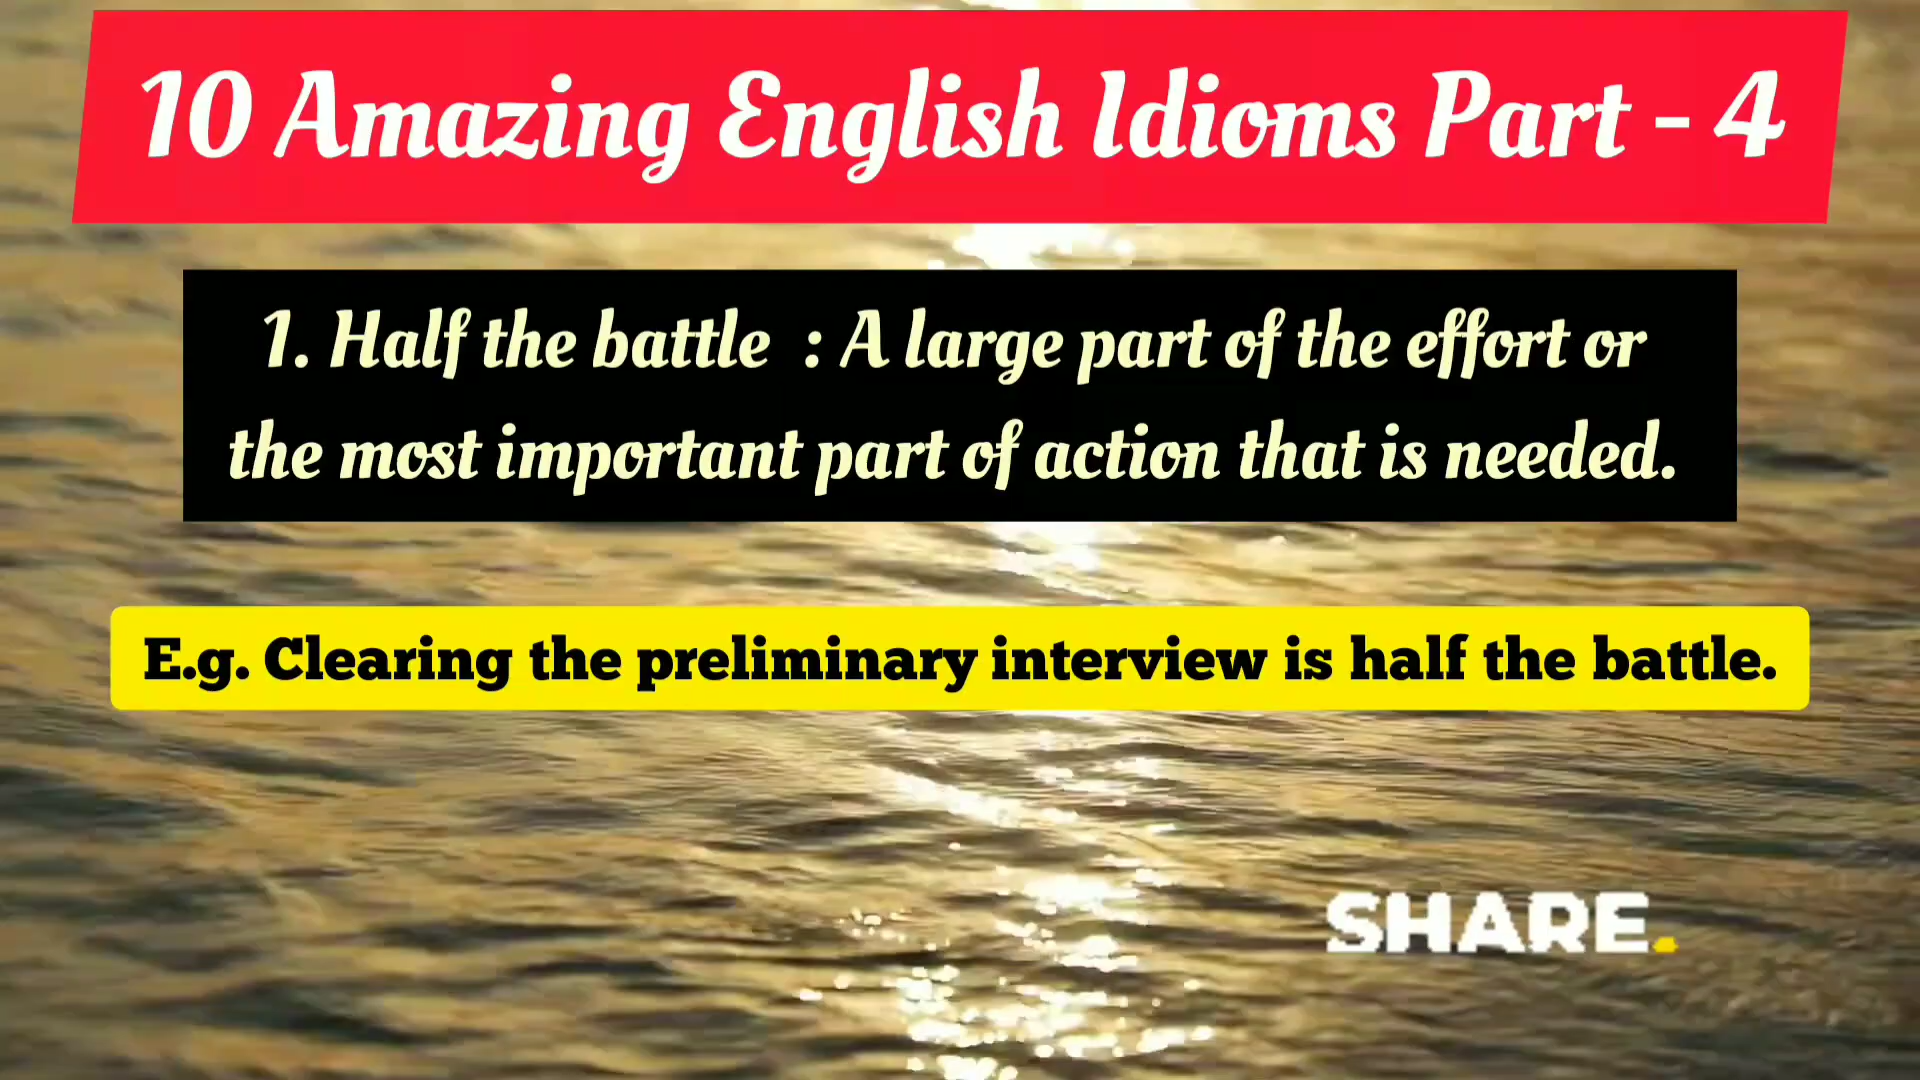 10 Amazing English Idioms Part - 4
1. Half the battle : A large part of the effort or
the most important part of action that is needed.
E.g. Clearing the preliminary interview is half the battle.
SHARE.